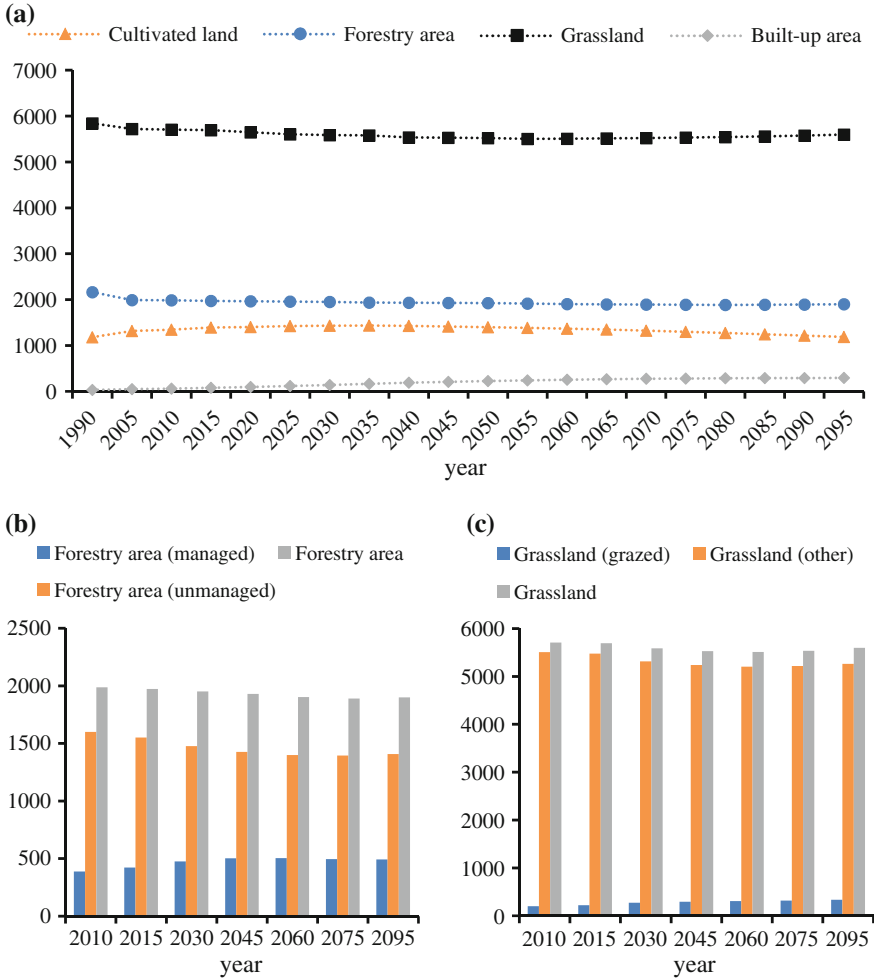 (a)
Cultivated land Forestry area Grassland Built-up area
7000
6000
5000
4000
3000
2000
1000
0
1990 2005 2010 2015 2020 2025 2030 2035 2040 2045 2050 2055 2060 2065 2070 2075 2080 2085 2090 2095
year
(b)
Forestry area (managed) Forestry area
Forestry area (unmanaged)
2500
2000
1500
1000
500
0
2010 2015 2030 2045 2060 2075 2095
year
(c)
Grassland (grazed) Grassland (other)
Grassland
6000
5000
4000
3000
2000
1000
0
2010 2015 2030 2045 2060 2075 2095
year